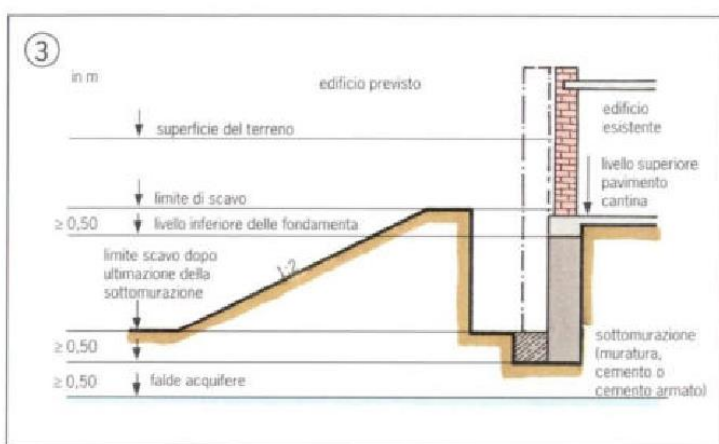 3
in m
edificio previsto
edificio
esistente
superficie del terreno
livello superiore
pavimento
cantina
limite di scavo
≥ 0,50
livello inferiore delle fondamenta
limite scavo dopo
ultimazione della
sottomurazione
1:2
≥ 0,50
sottomurazione
(muratura,
cemento o
cemento armato)
≥ 0,50
falde acquifere